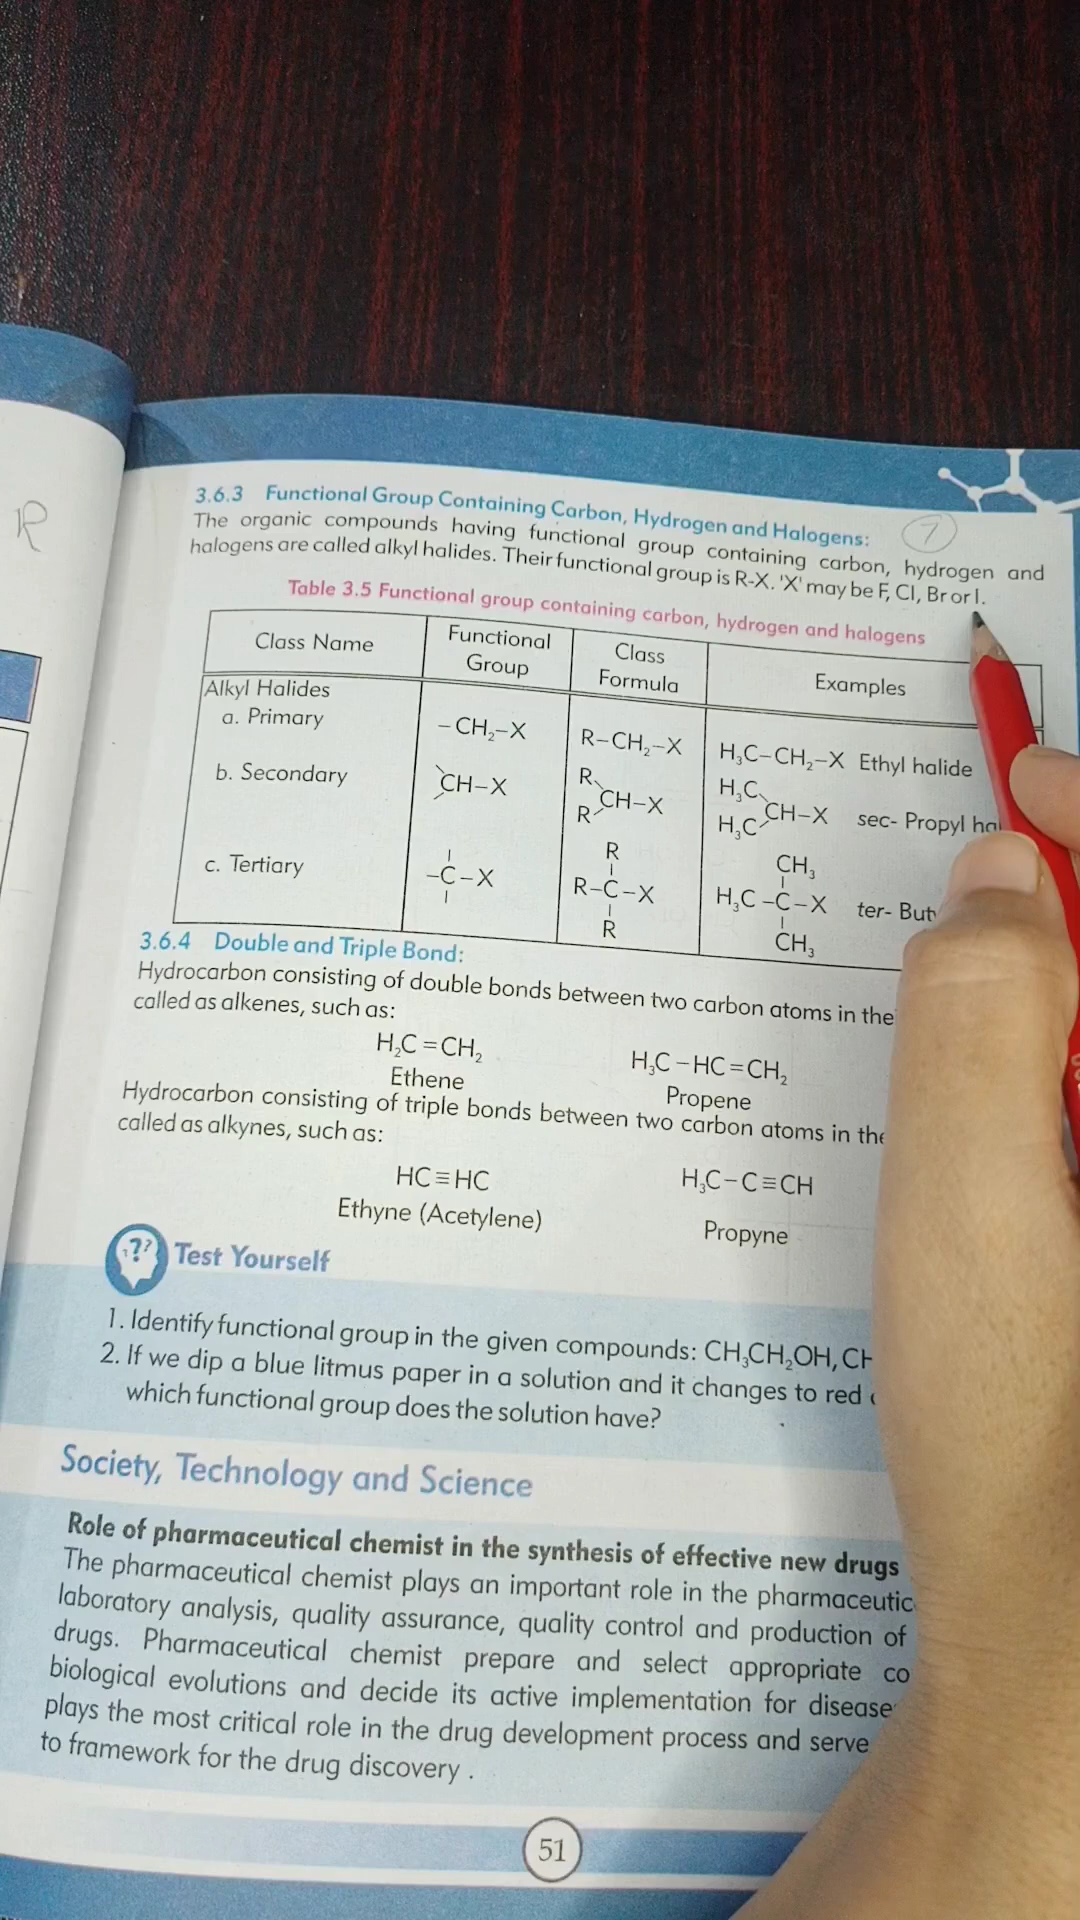 R
3.6.3 Functional Group Containing Carbon, Hydrogen and Halogens:
7
The organic compounds having functional group containing carbon, hydrogen and
halogens are called alkyl halides. Their functional group is R-X. 'X' may be F, Cl, Br or I.
Table 3.5 Functional group containing carbon, hydrogen and halogens
Class Name
Functional
Group
Class
Formula
Examples
Alkyl Halides
a. Primary
–CH₂–X
R–CH₂–X
H₃C–CH₂–X Ethyl halide
b. Secondary
CH–X
R
CH–X
R
H₃C
CH–X sec- Propyl
H₃C
c. Tertiary
–C–X
R
R–C–X
R
CH₃
H₃C–C–X ter-
CH₃
3.6.4 Double and Triple Bond:
Hydrocarbon consisting of double bonds between two carbon atoms in the
called as alkenes, such as:
H₂C=CH₂
H₃C–HC=CH₂
Ethene
Propene
Hydrocarbon consisting of triple bonds between two carbon atoms in the
called as alkynes, such as:
HC≡HC
H₃C–C≡CH
Ethyne (Acetylene)
Propyne
???
Test Yourself
1. Identify functional group in the given compounds: CH₃CH₂OH,
2. If we dip a blue litmus paper in a solution and it changes to red
which functional group does the solution have?
Society, Technology and Science
Role of pharmaceutical chemist in the synthesis of effective new drugs
The pharmaceutical chemist plays an important role in the
laboratory analysis, quality assurance, quality control and production of
drugs. Pharmaceutical chemist prepare and select appropriate
biological evolutions and decide its active implementation for
plays the most critical role in the drug development process and serve
to framework for the drug discovery .
51